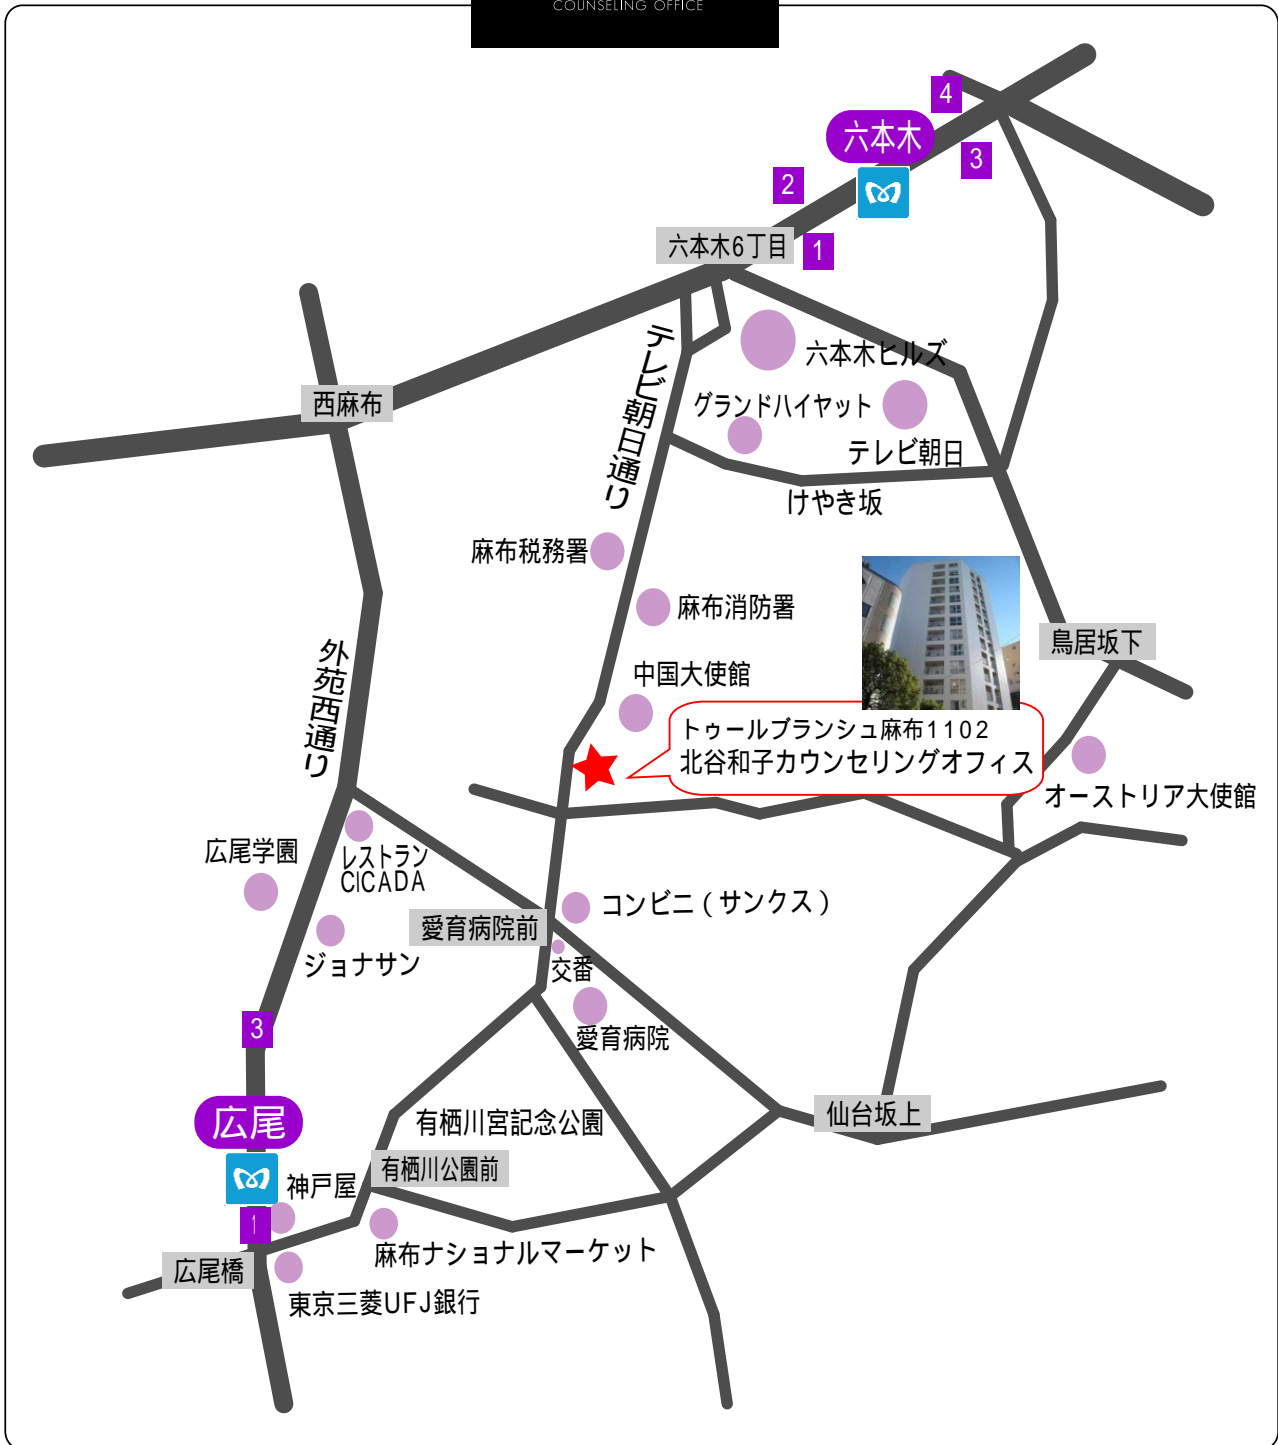 COUNSELING OFFICE
4
六本木
3
2
六本木6丁目
1
六本木ヒルズ
テレビ朝日通り
西麻布
グランドハイヤット
テレビ朝日
けやき坂
麻布税務署
麻布消防署
鳥居坂下
外苑西通り
中国大使館
トゥールブランシュ麻布1102
北谷和子カウンセリングオフィス
オーストリア大使館
広尾学園
レストラン
CICADA
コンビニ（サンクス）
愛育病院前
ジョナサン
交番
3
愛育病院
広尾
有栖川宮記念公園
仙台坂上
有栖川公園前
神戸屋
1
麻布ナショナルマーケット
広尾橋
東京三菱UFJ銀行